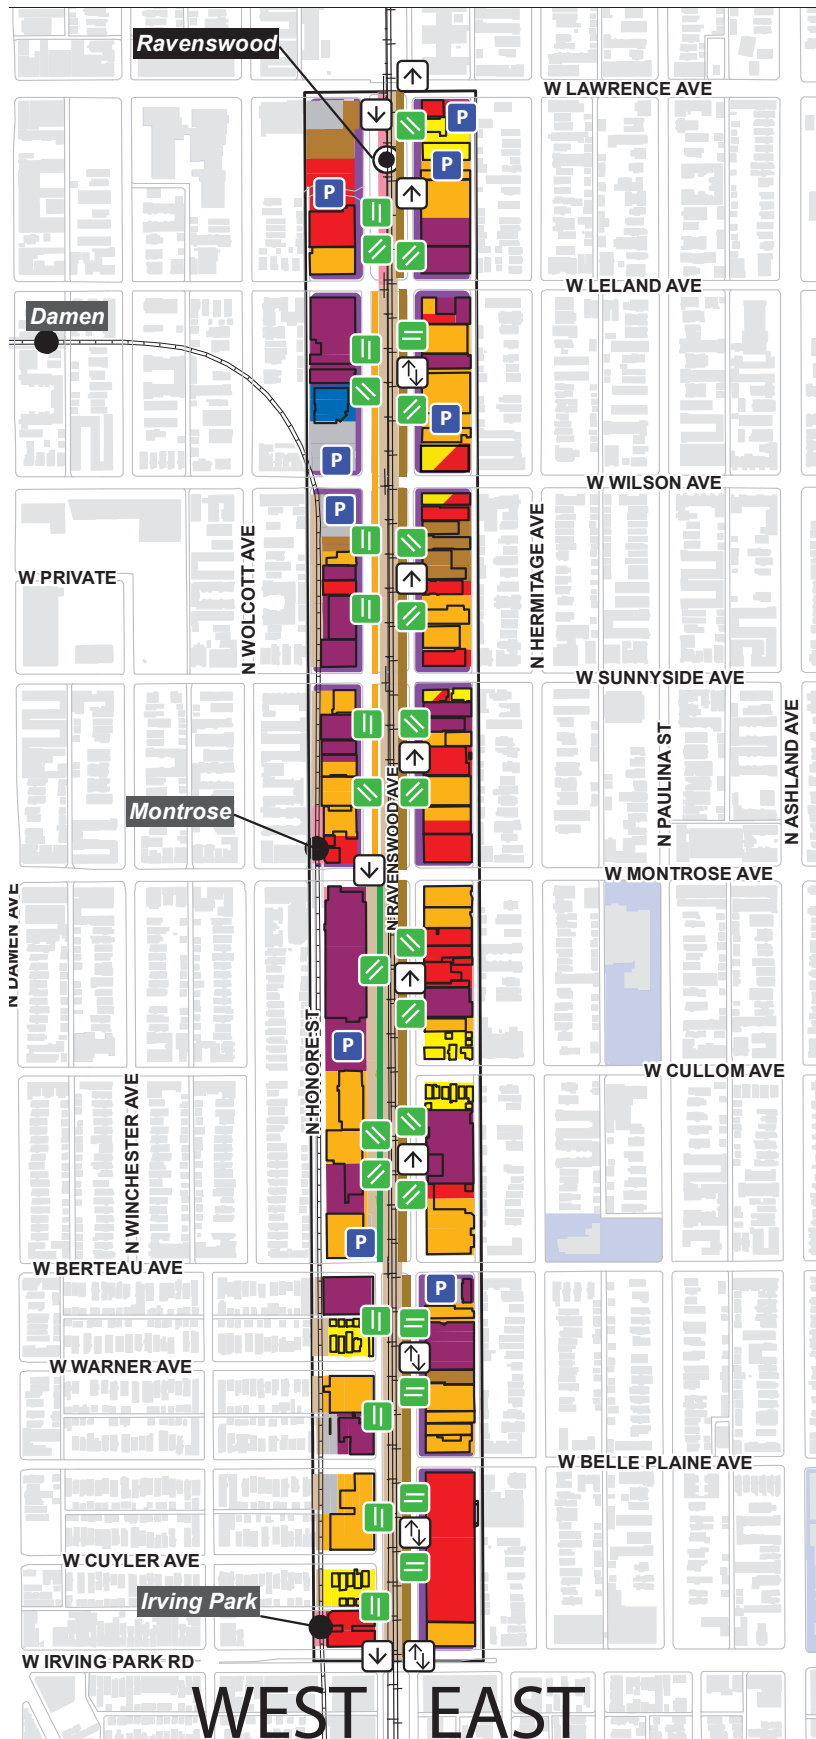 Ravenswood
W LAWRENCE AVE
P
P
P
W LELAND AVE
Damen
P
P
W WILSON AVE
P
N WOLCOTT AVE
N HERMITAGE AVE
W PRIVATE
W SUNNYSIDE AVE
N PAULINA ST
N ASHLAND AVE
N RAVENSWOOD AVE
Montrose
W MONTROSE AVE
N DAMEN AVE
N HONORE ST
P
W CULLOM AVE
N WINCHESTER AVE
P
W BERTEAU AVE
P
W WARNER AVE
W BELLE PLAINE AVE
W CUYLER AVE
Irving Park
W IRVING PARK RD
WEST EAST